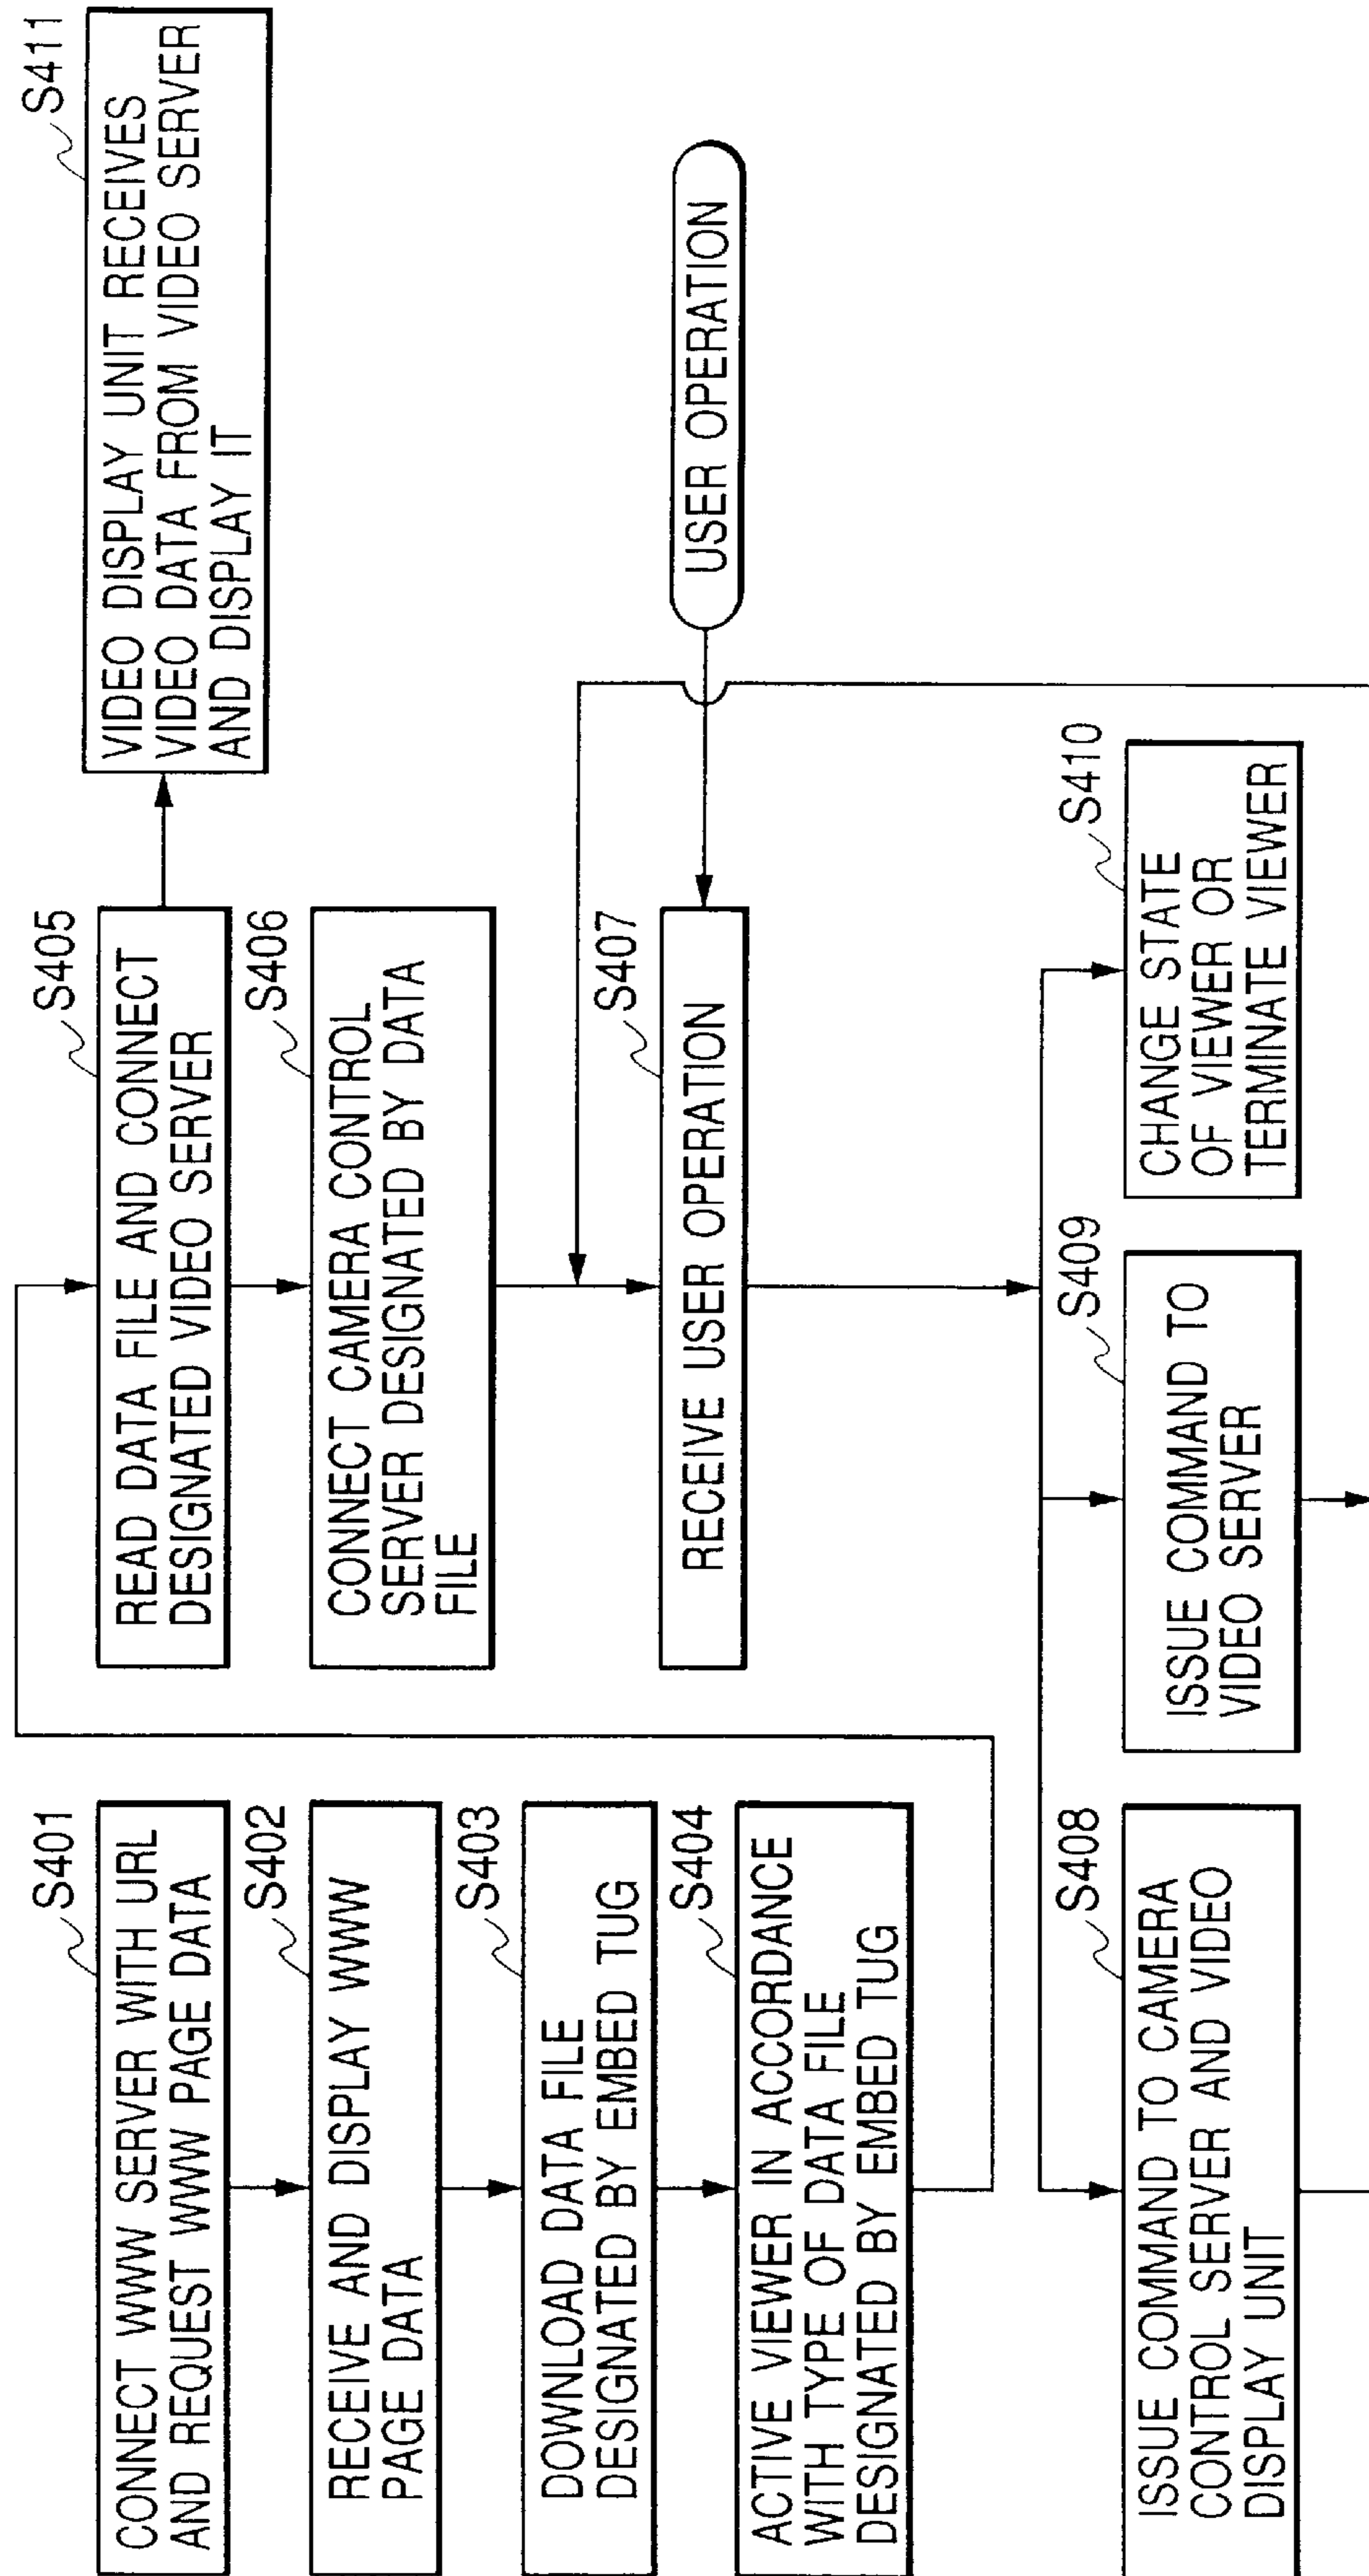 S401
CONNECT WWW SERVER WITH URL
AND REQUEST WWW PAGE DATA
S402
RECEIVE AND DISPLAY WWW
PAGE DATA
S403
DOWNLOAD DATA FILE
DESIGNATED BY EMBED TUG
S404
ACTIVE VIEWER IN ACCORDANCE
WITH TYPE OF DATA FILE
DESIGNATED BY EMBED TUG
S405
READ DATA FILE AND CONNECT
DESIGNATED VIDEO SERVER
S406
CONNECT CAMERA CONTROL
SERVER DESIGNATED BY DATA
FILE
S407
RECEIVE USER OPERATION
S411
VIDEO DISPLAY UNIT RECEIVES
VIDEO DATA FROM VIDEO SERVER
AND DISPLAY IT
USER OPERATION
S408
ISSUE COMMAND TO CAMERA
CONTROL SERVER AND VIDEO
DISPLAY UNIT
S409
ISSUE COMMAND TO
VIDEO SERVER
S410
CHANGE STATE
OF VIEWER OR
TERMINATE VIEWER